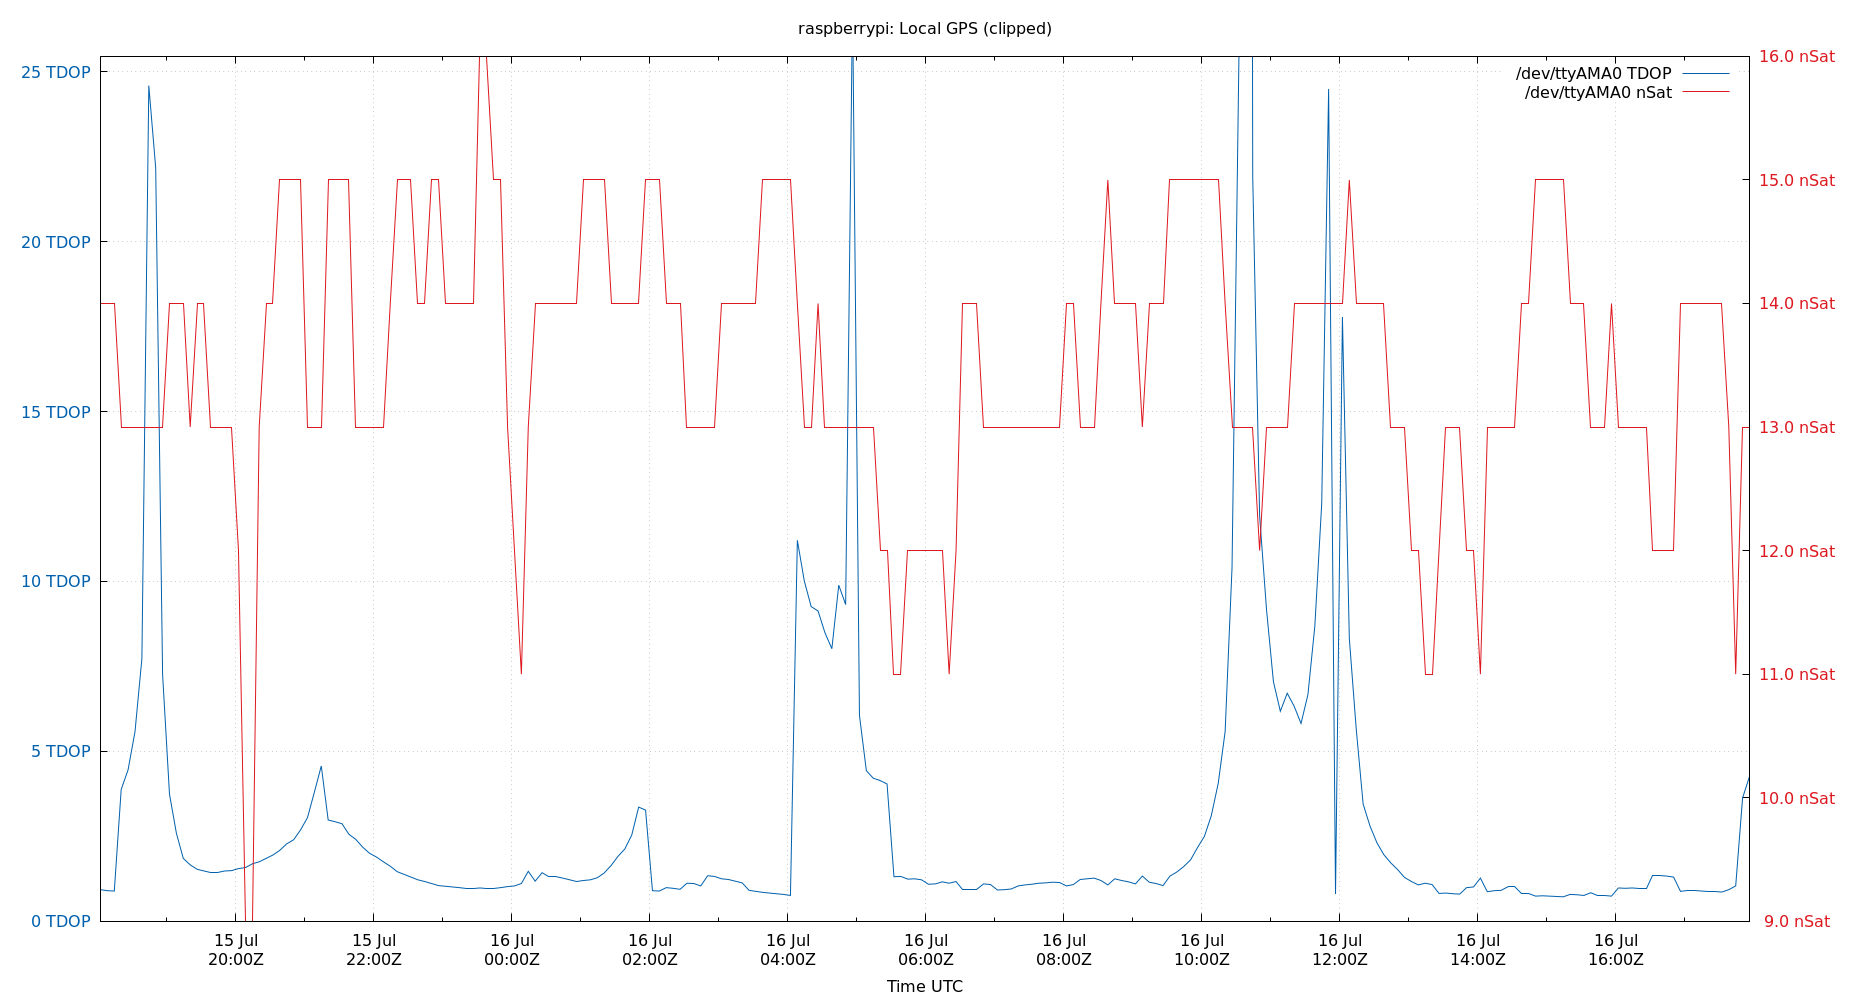 raspberrypi: Local GPS (clipped)
/dev/ttyAMA0 TDOP
/dev/ttyAMA0 nSat
25 TDOP
20 TDOP
15 TDOP
10 TDOP
5 TDOP
0 TDOP
16.0 nSat
15.0 nSat
14.0 nSat
13.0 nSat
12.0 nSat
11.0 nSat
10.0 nSat
9.0 nSat
15 Jul 15 Jul 16 Jul 16 Jul 16 Jul 16 Jul 16 Jul 16 Jul 16 Jul 16 Jul 16 Jul
20:00Z 22:00Z 00:00Z 02:00Z 04:00Z 06:00Z 08:00Z 10:00Z 12:00Z 14:00Z 16:00Z
Time UTC